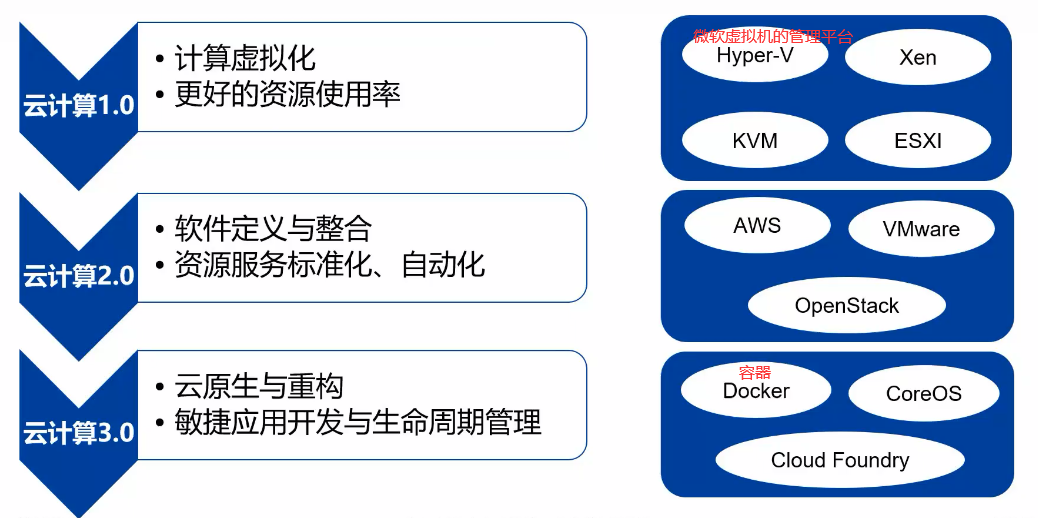 云计算1.0
• 计算虚拟化
• 更好的资源使用率
微软虚拟机的管理平台
Hyper-V
Xen
KVM
ESXI
云计算2.0
• 软件定义与整合
• 资源服务标准化、自动化
AWS
VMware
OpenStack
云计算3.0
• 云原生与重构
• 敏捷应用开发与生命周期管理
容器
Docker
CoreOS
Cloud Foundry